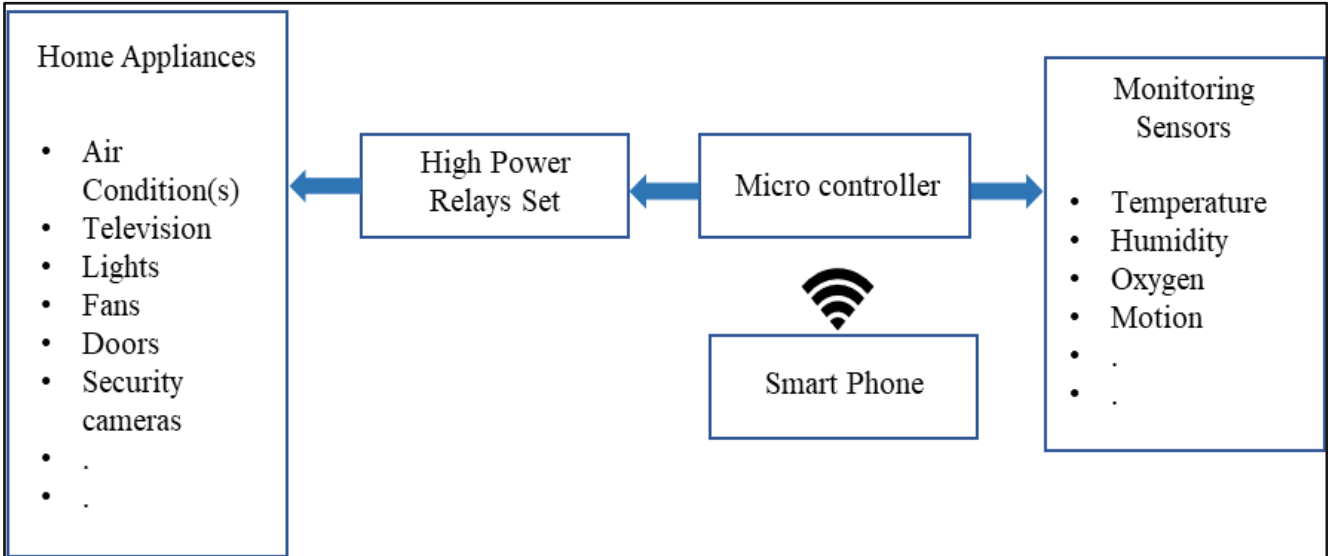 Home Appliances
• Air
Condition(s)
• Television
• Lights
• Fans
• Doors
• Security
cameras
• .
• .
High Power
Relays Set
Micro controller
Smart Phone
Monitoring
Sensors
• Temperature
• Humidity
• Oxygen
• Motion
• .
• .